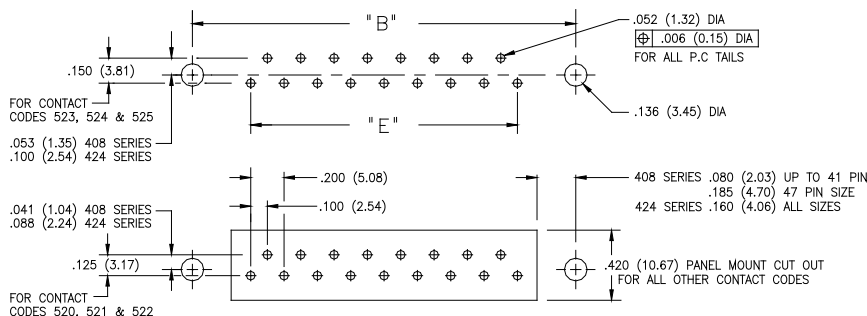 "B"
.052 (1.32) DIA
⌖ .006 (0.15) DIA
FOR ALL P.C TAILS
.150 (3.81)
FOR CONTACT
CODES 523, 524 & 525
.136 (3.45) DIA
"E"
.053 (1.35) 408 SERIES
.100 (2.54) 424 SERIES
.200 (5.08)
408 SERIES .080 (2.03) UP TO 41 PIN
.185 (4.70) 47 PIN SIZE
424 SERIES .160 (4.06) ALL SIZES
.100 (2.54)
.041 (1.04) 408 SERIES
.088 (2.24) 424 SERIES
.125 (3.17)
.420 (10.67) PANEL MOUNT CUT OUT
FOR ALL OTHER CONTACT CODES
FOR CONTACT
CODES 520, 521 & 522